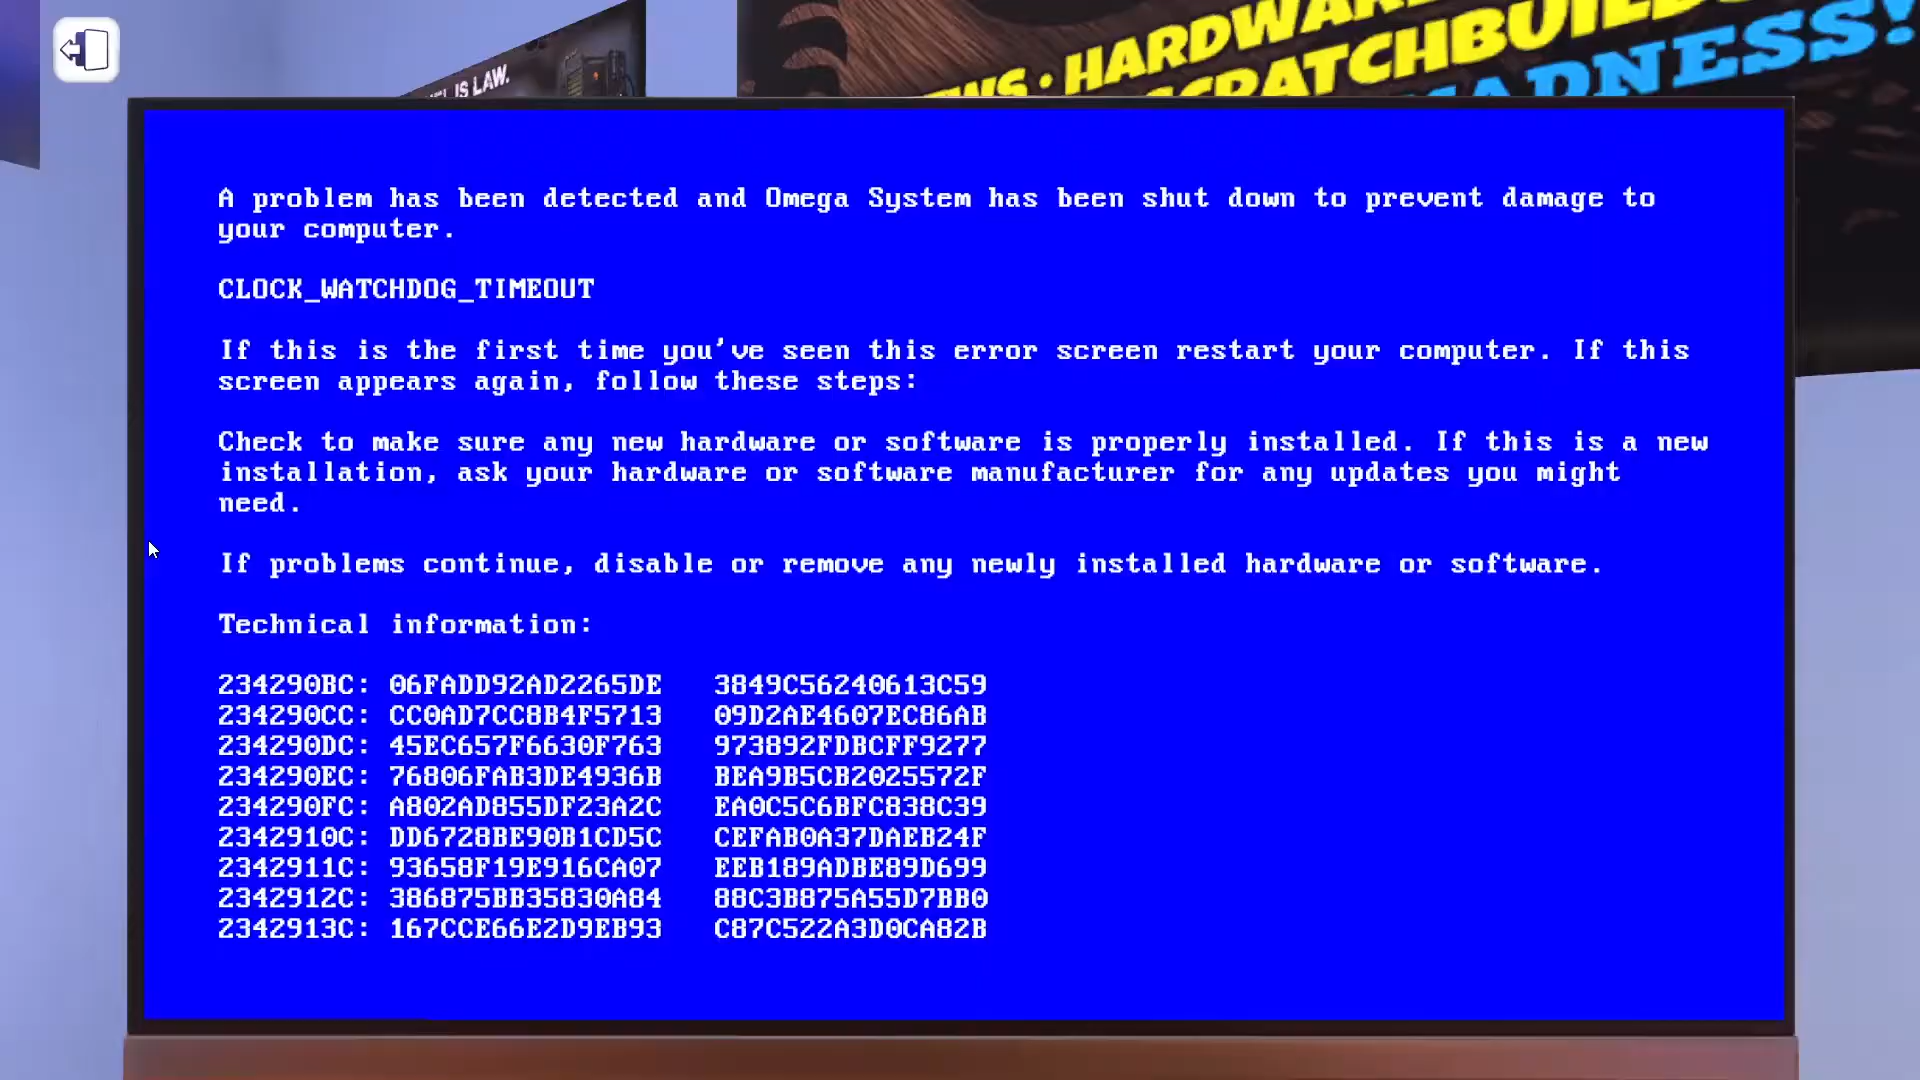 IS LAW.
· HARDWAR
SCRATCHBUILD
MADNESS!
A problem has been detected and Omega System has been shut down to prevent damage to
your computer.
CLOCK_WATCHDOG_TIMEOUT
If this is the first time you've seen this error screen restart your computer. If this
screen appears again, follow these steps:
Check to make sure any new hardware or software is properly installed. If this is a new
installation, ask your hardware or software manufacturer for any updates you might
need.
If problems continue, disable or remove any newly installed hardware or software.
Technical information:
234290BC: 06FADD92AD2265DE 3849C56240613C59
234290CC: CC0AD7CC8B4F5713 09D2AE4607EC86AB
234290DC: 45EC657F6630F763 973892FDBCFF9277
234290EC: 76806FAB3DE4936B BEA9B5CB2025572F
234290FC: A802AD855DF23A2C EA0C5C6BFC838C39
2342910C: DD6728BE90B1CD5C CEFAB0A37DAEB24F
2342911C: 93658F19E916CA07 EEB189ADBE89D699
2342912C: 386875BB35830A84 88C3B875A55D7BB0
2342913C: 167CCE66E2D9EB93 C87C522A3D0CA82B